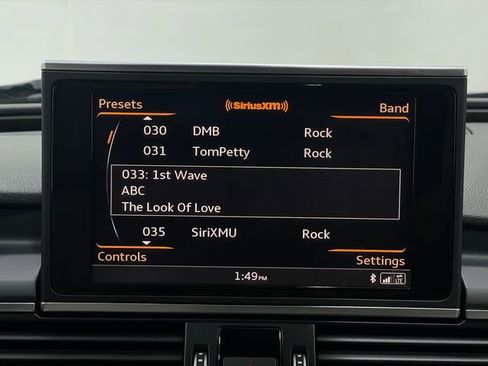 Presets
((SiriusXM))
Band
030 DMB Rock
031 TomPetty Rock
033: 1st Wave
ABC
The Look Of Love
035 SiriXMU Rock
Controls
Settings
1:49PM
LTE